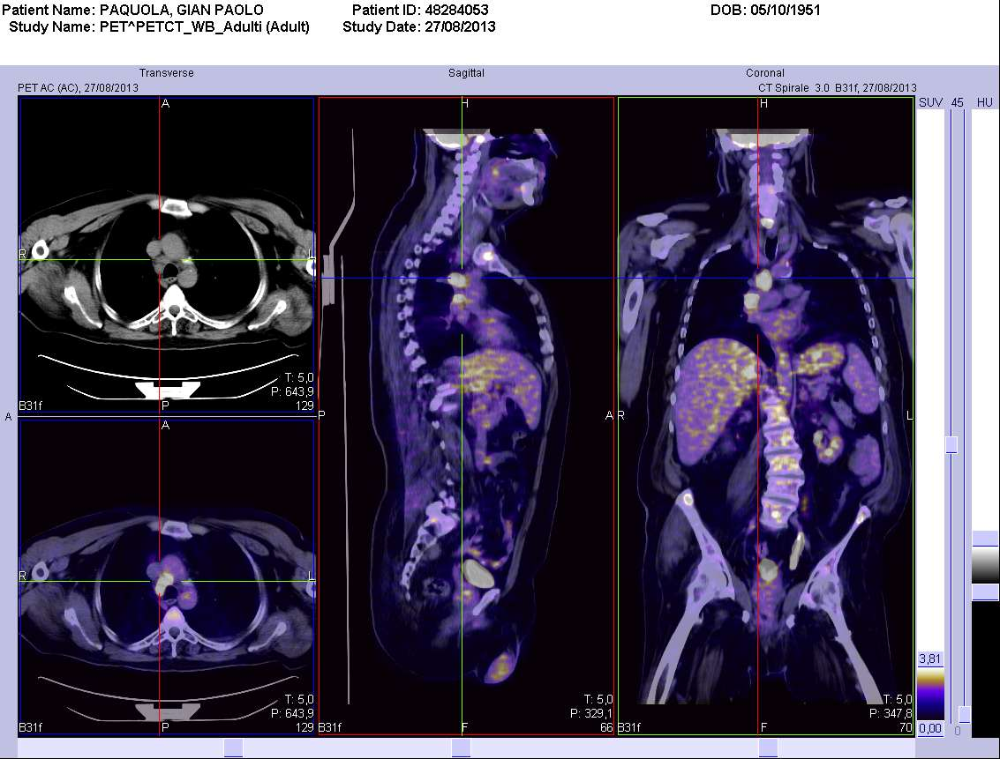 Patient Name: PAQUOLA, GIAN PAOLO Patient ID: 48284053 DOB: 05/10/1951
Study Name: PET^PETCT_WB_Adulti (Adult) Study Date: 27/08/2013
Transverse Sagittal Coronal
PET AC (AC), 27/08/2013 CT Spirale 3.0 B31f, 27/08/2013
SUV 45 HU
A H H
R L
T: 5,0
P: 643,9
B31f P 129
A P A R L
A
R L
3,81
T: 5,0 T: 5,0 T: 5,0
P: 643,9 P: 329,1 P: 347,8
B31f P 129 B31f F 66 B31f F 70 0,00 0